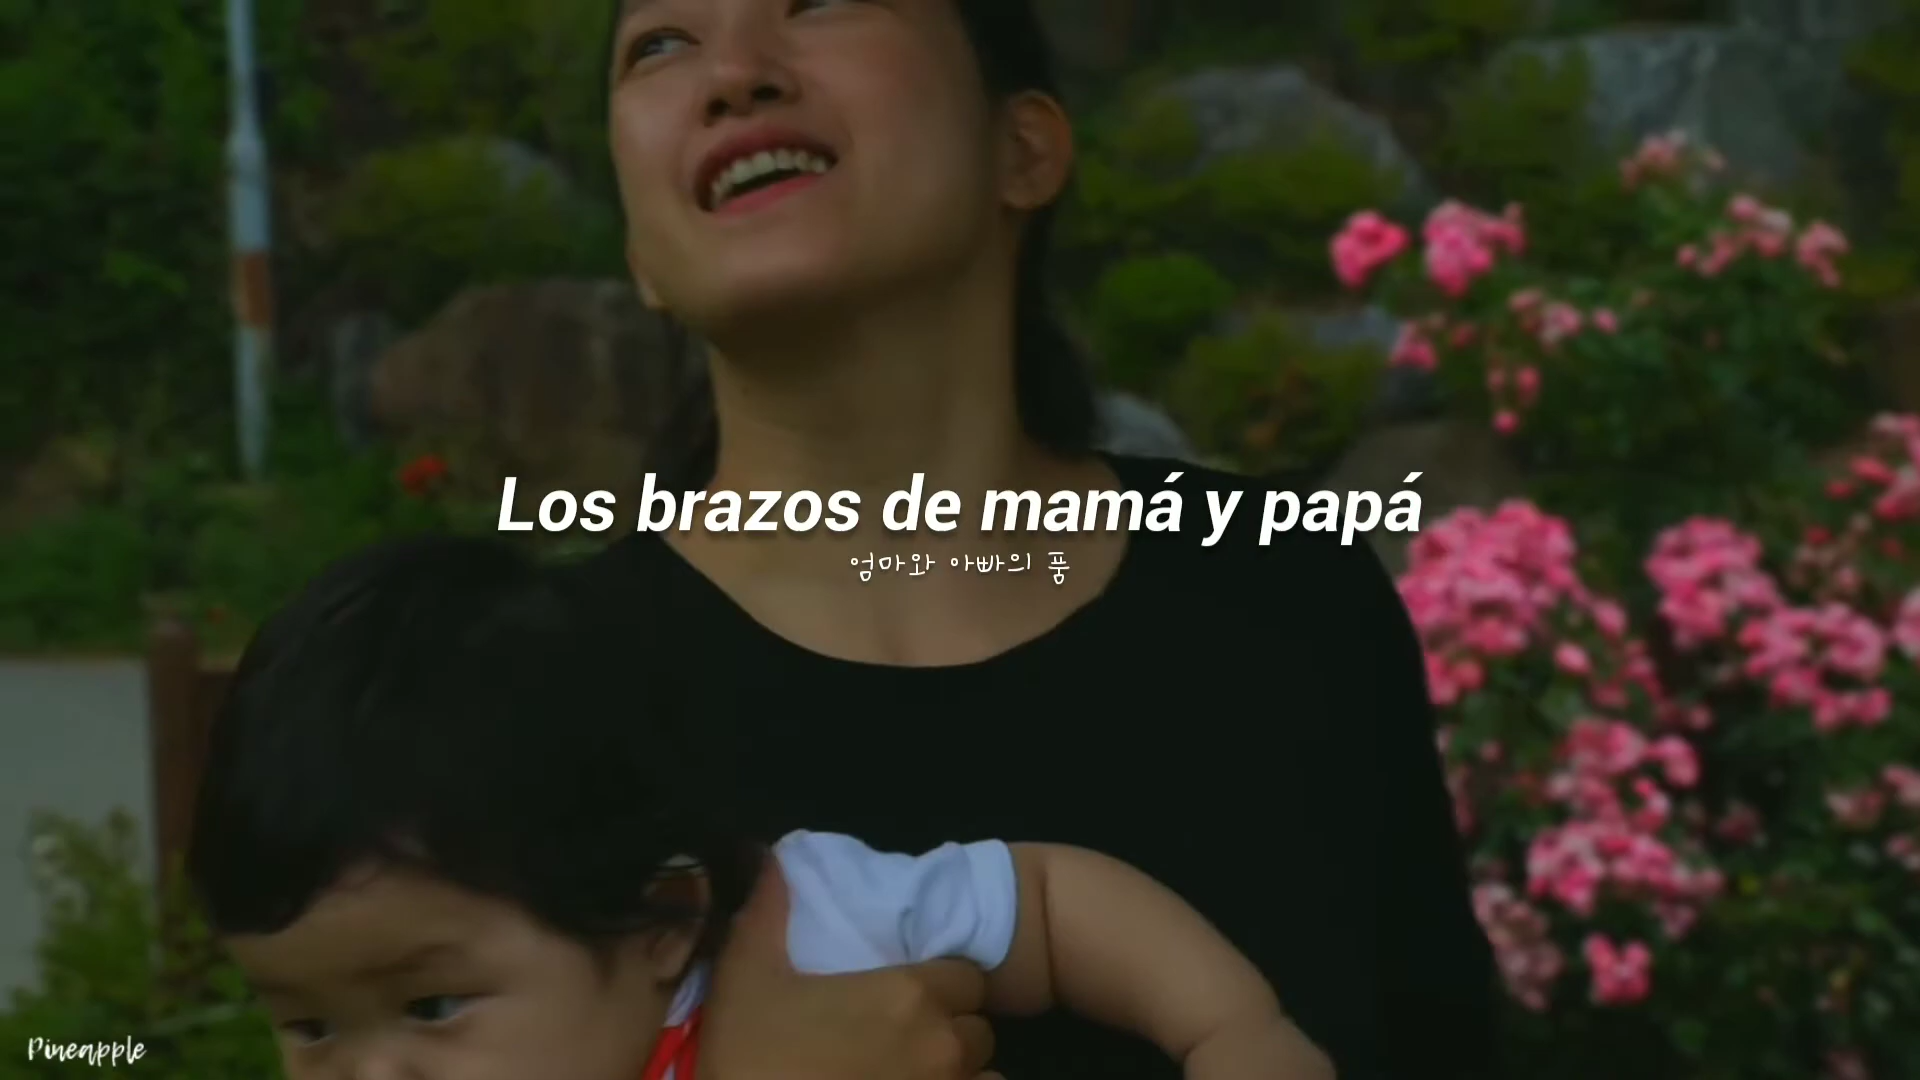 Los brazos de mamá y papá
엄마와 아빠의 품
Pineapple